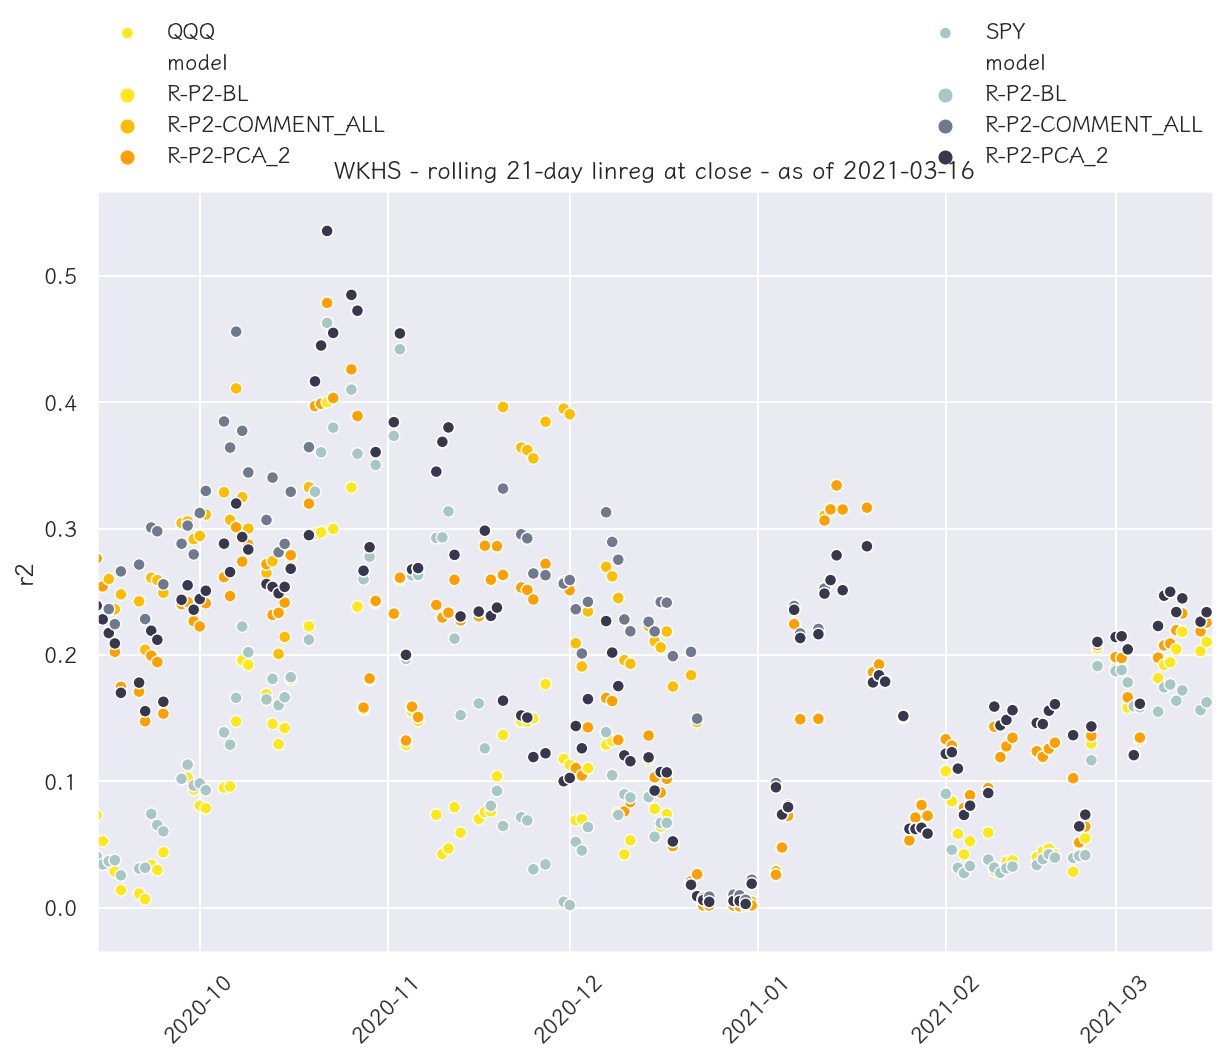 QQQ
model
R-P2-BL
R-P2-COMMENT_ALL
R-P2-PCA_2
SPY
model
R-P2-BL
R-P2-COMMENT_ALL
R-P2-PCA_2
WKHS - rolling 21-day linreg at close - as of 2021-03-16
r2
0.5
0.4
0.3
0.2
0.1
0.0
2020-10
2020-11
2020-12
2021-01
2021-02
2021-03